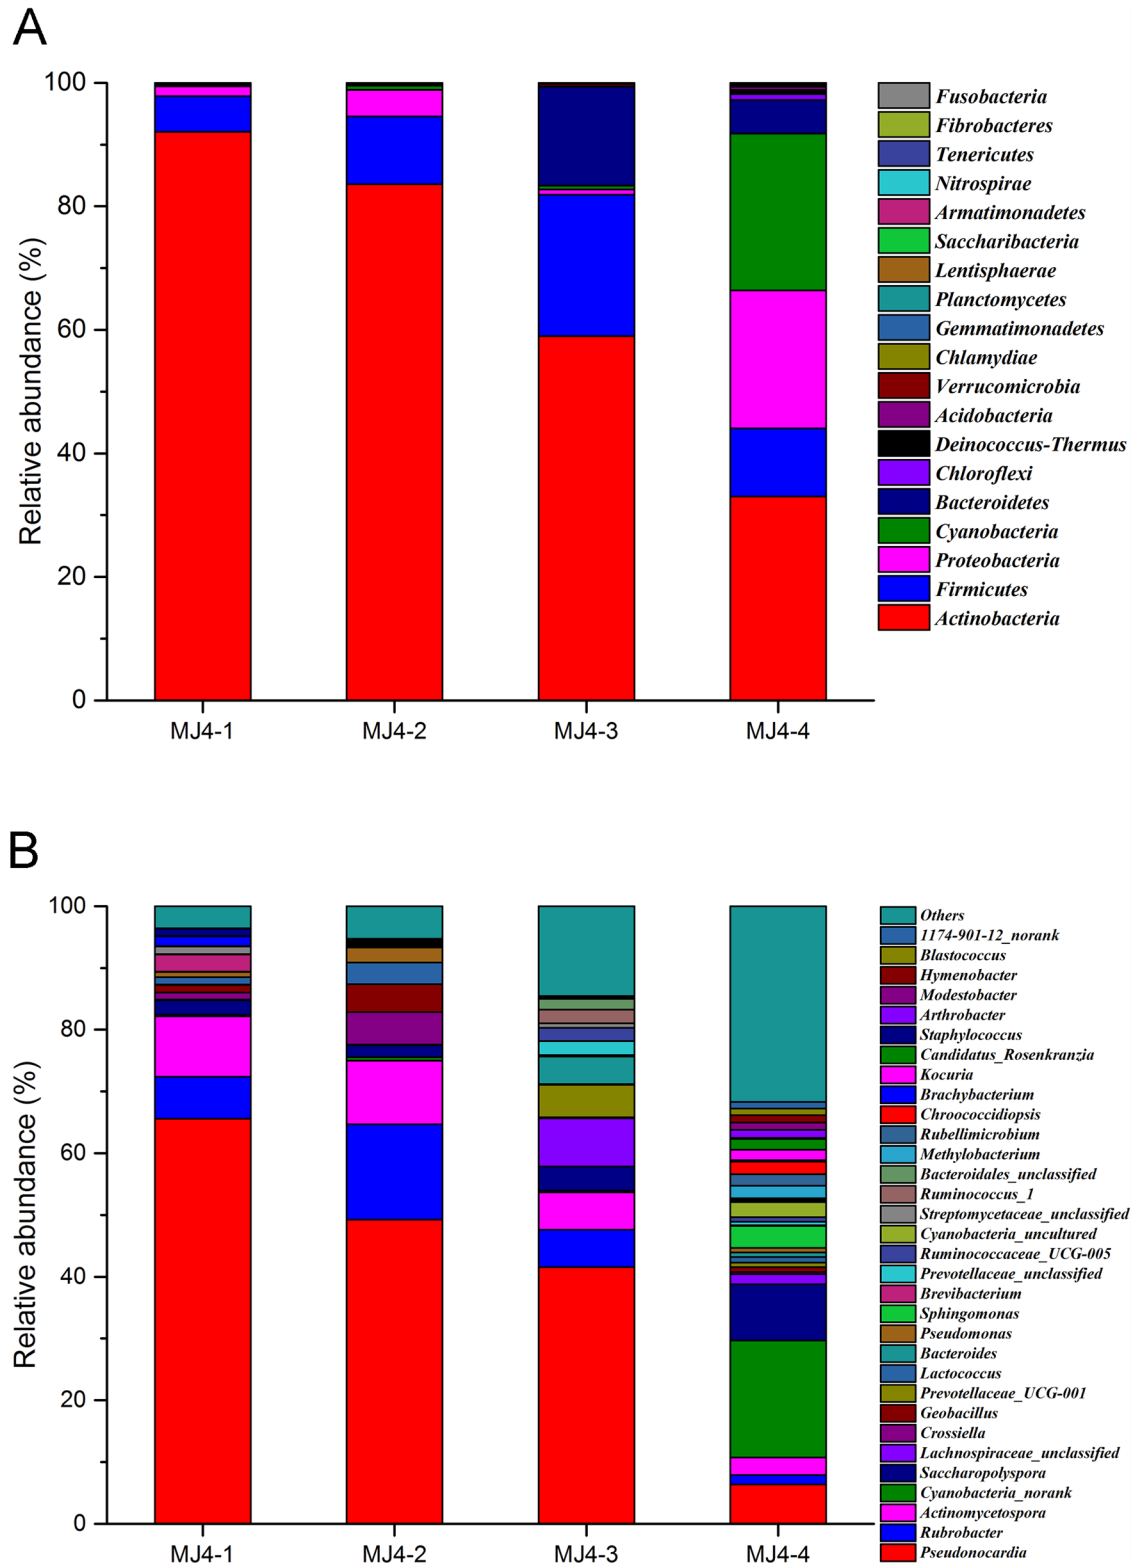 A
Relative abundance (%)
100
80
60
40
20
0
MJ4-1 MJ4-2 MJ4-3 MJ4-4
Fusobacteria
Fibrobacteres
Tenericutes
Nitrospirae
Armatimonadetes
Saccharibacteria
Lentisphaerae
Planctomycetes
Gemmatimonadetes
Chlamydiae
Verrucomicrobia
Acidobacteria
Deinococcus-Thermus
Chloroflexi
Bacteroidetes
Cyanobacteria
Proteobacteria
Firmicutes
Actinobacteria
B
Relative abundance (%)
100
80
60
40
20
0
MJ4-1 MJ4-2 MJ4-3 MJ4-4
Others
1174-901-12_norank
Blastococcus
Hymenobacter
Modestobacter
Arthrobacter
Staphylococcus
Candidatus_Rosenkranzia
Kocuria
Brachybacterium
Chroococcidiopsis
Rubellimicrobium
Methylobacterium
Bacteroidales_unclassified
Ruminococcus_1
Streptomycetaceae_unclassified
Cyanobacteria_uncultured
Ruminococcaceae_UCG-005
Prevotellaceae_unclassified
Brevibacterium
Sphingomonas
Pseudomonas
Bacteroides
Lactococcus
Prevotellaceae_UCG-001
Geobacillus
Crossiella
Lachnospiraceae_unclassified
Saccharopolyspora
Cyanobacteria_norank
Actinomycetospora
Rubrobacter
Pseudonocardia